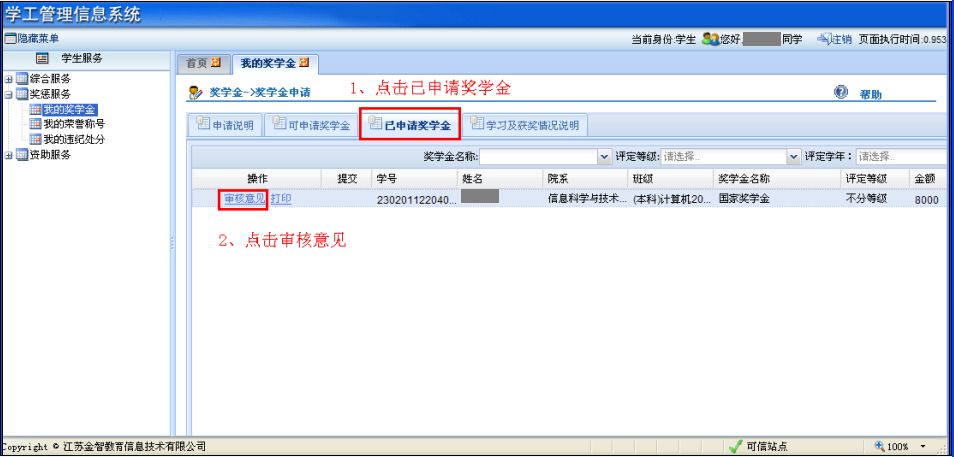 学工管理信息系统
隐藏菜单 当前身份:学生 您好, 同学 注销 页面执行时间:0.953
学生服务
首页 我的奖学金
综合服务
奖惩服务
我的奖学金
我的荣誉称号
我的违纪处分
资助服务
奖学金->奖学金申请 1、点击已申请奖学金 帮助
申请说明 可申请奖学金 已申请奖学金 学习及获奖情况说明
奖学金名称: 评定等级: 请选择.. 评定学年: 请选择..
操作 提交 学号 姓名 院系 班级 奖学金名称 评定等级 金额
审核意见 打印 230201122040... 信息科学与技术... (本科)计算机20... 国家奖学金 不分等级 8000
2、点击审核意见
Copyright © 江苏金智教育信息技术有限公司 可信站点 100%